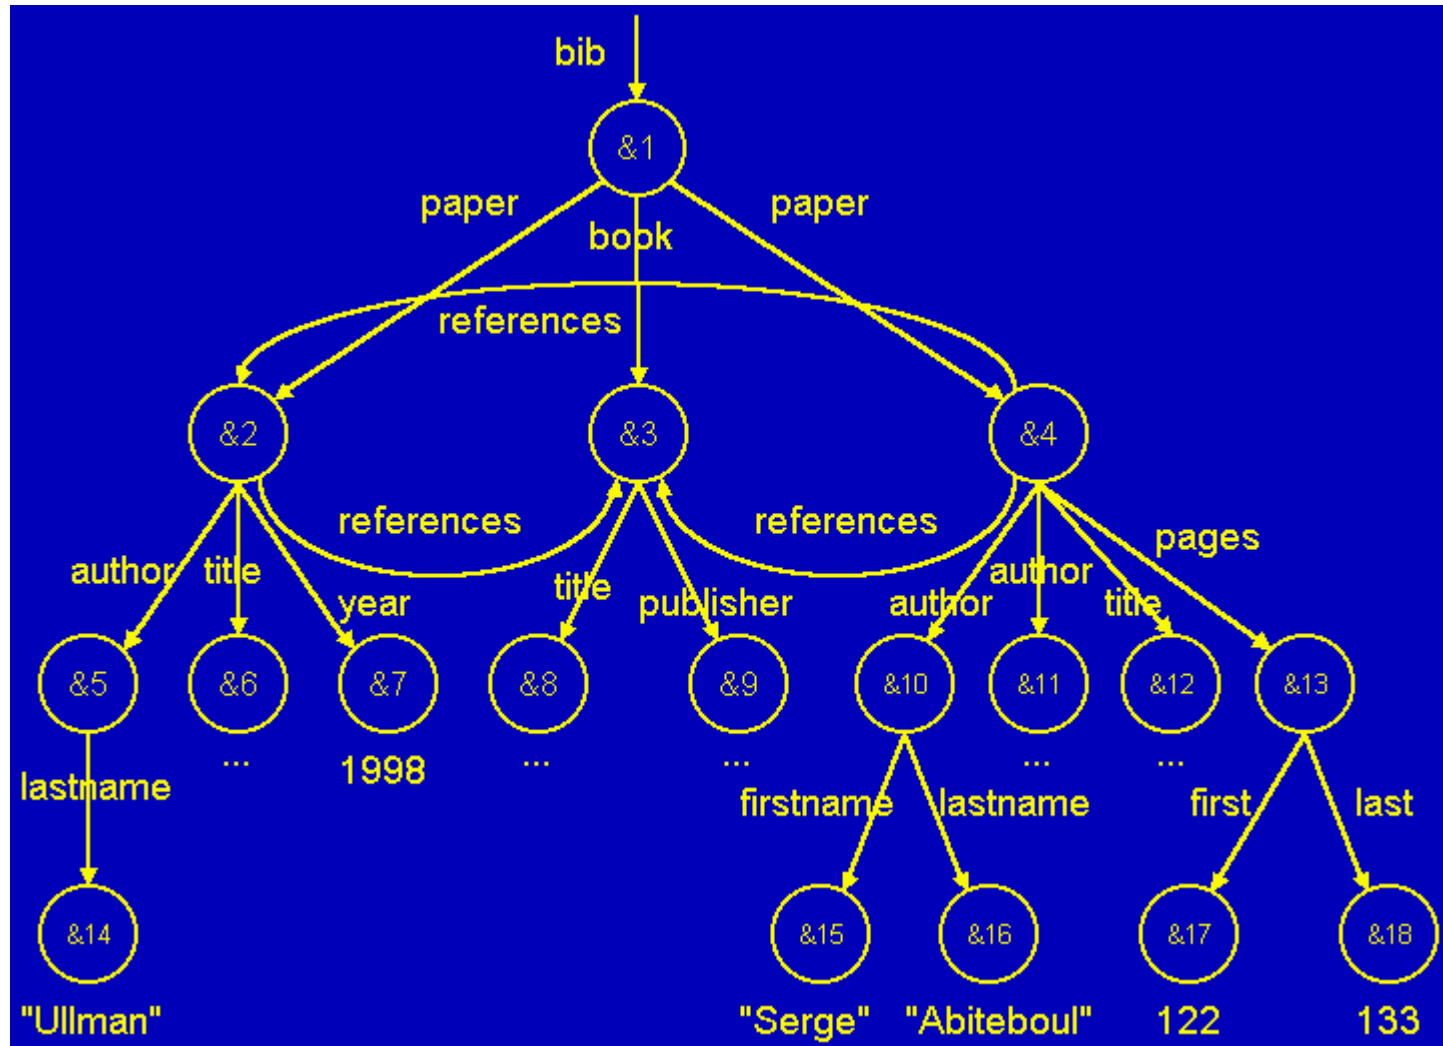 bib
&1
paper
paper
book
references
&2
&3
&4
references
references
pages
author
title
year
title
publisher
author
author
title
&5
&6
&7
&8
&9
&10
&11
&12
&13
...
1998
...
...
...
...
lastname
firstname
lastname
first
last
&14
&15
&16
&17
&18
"Ullman"
"Serge"
"Abiteboul"
122
133